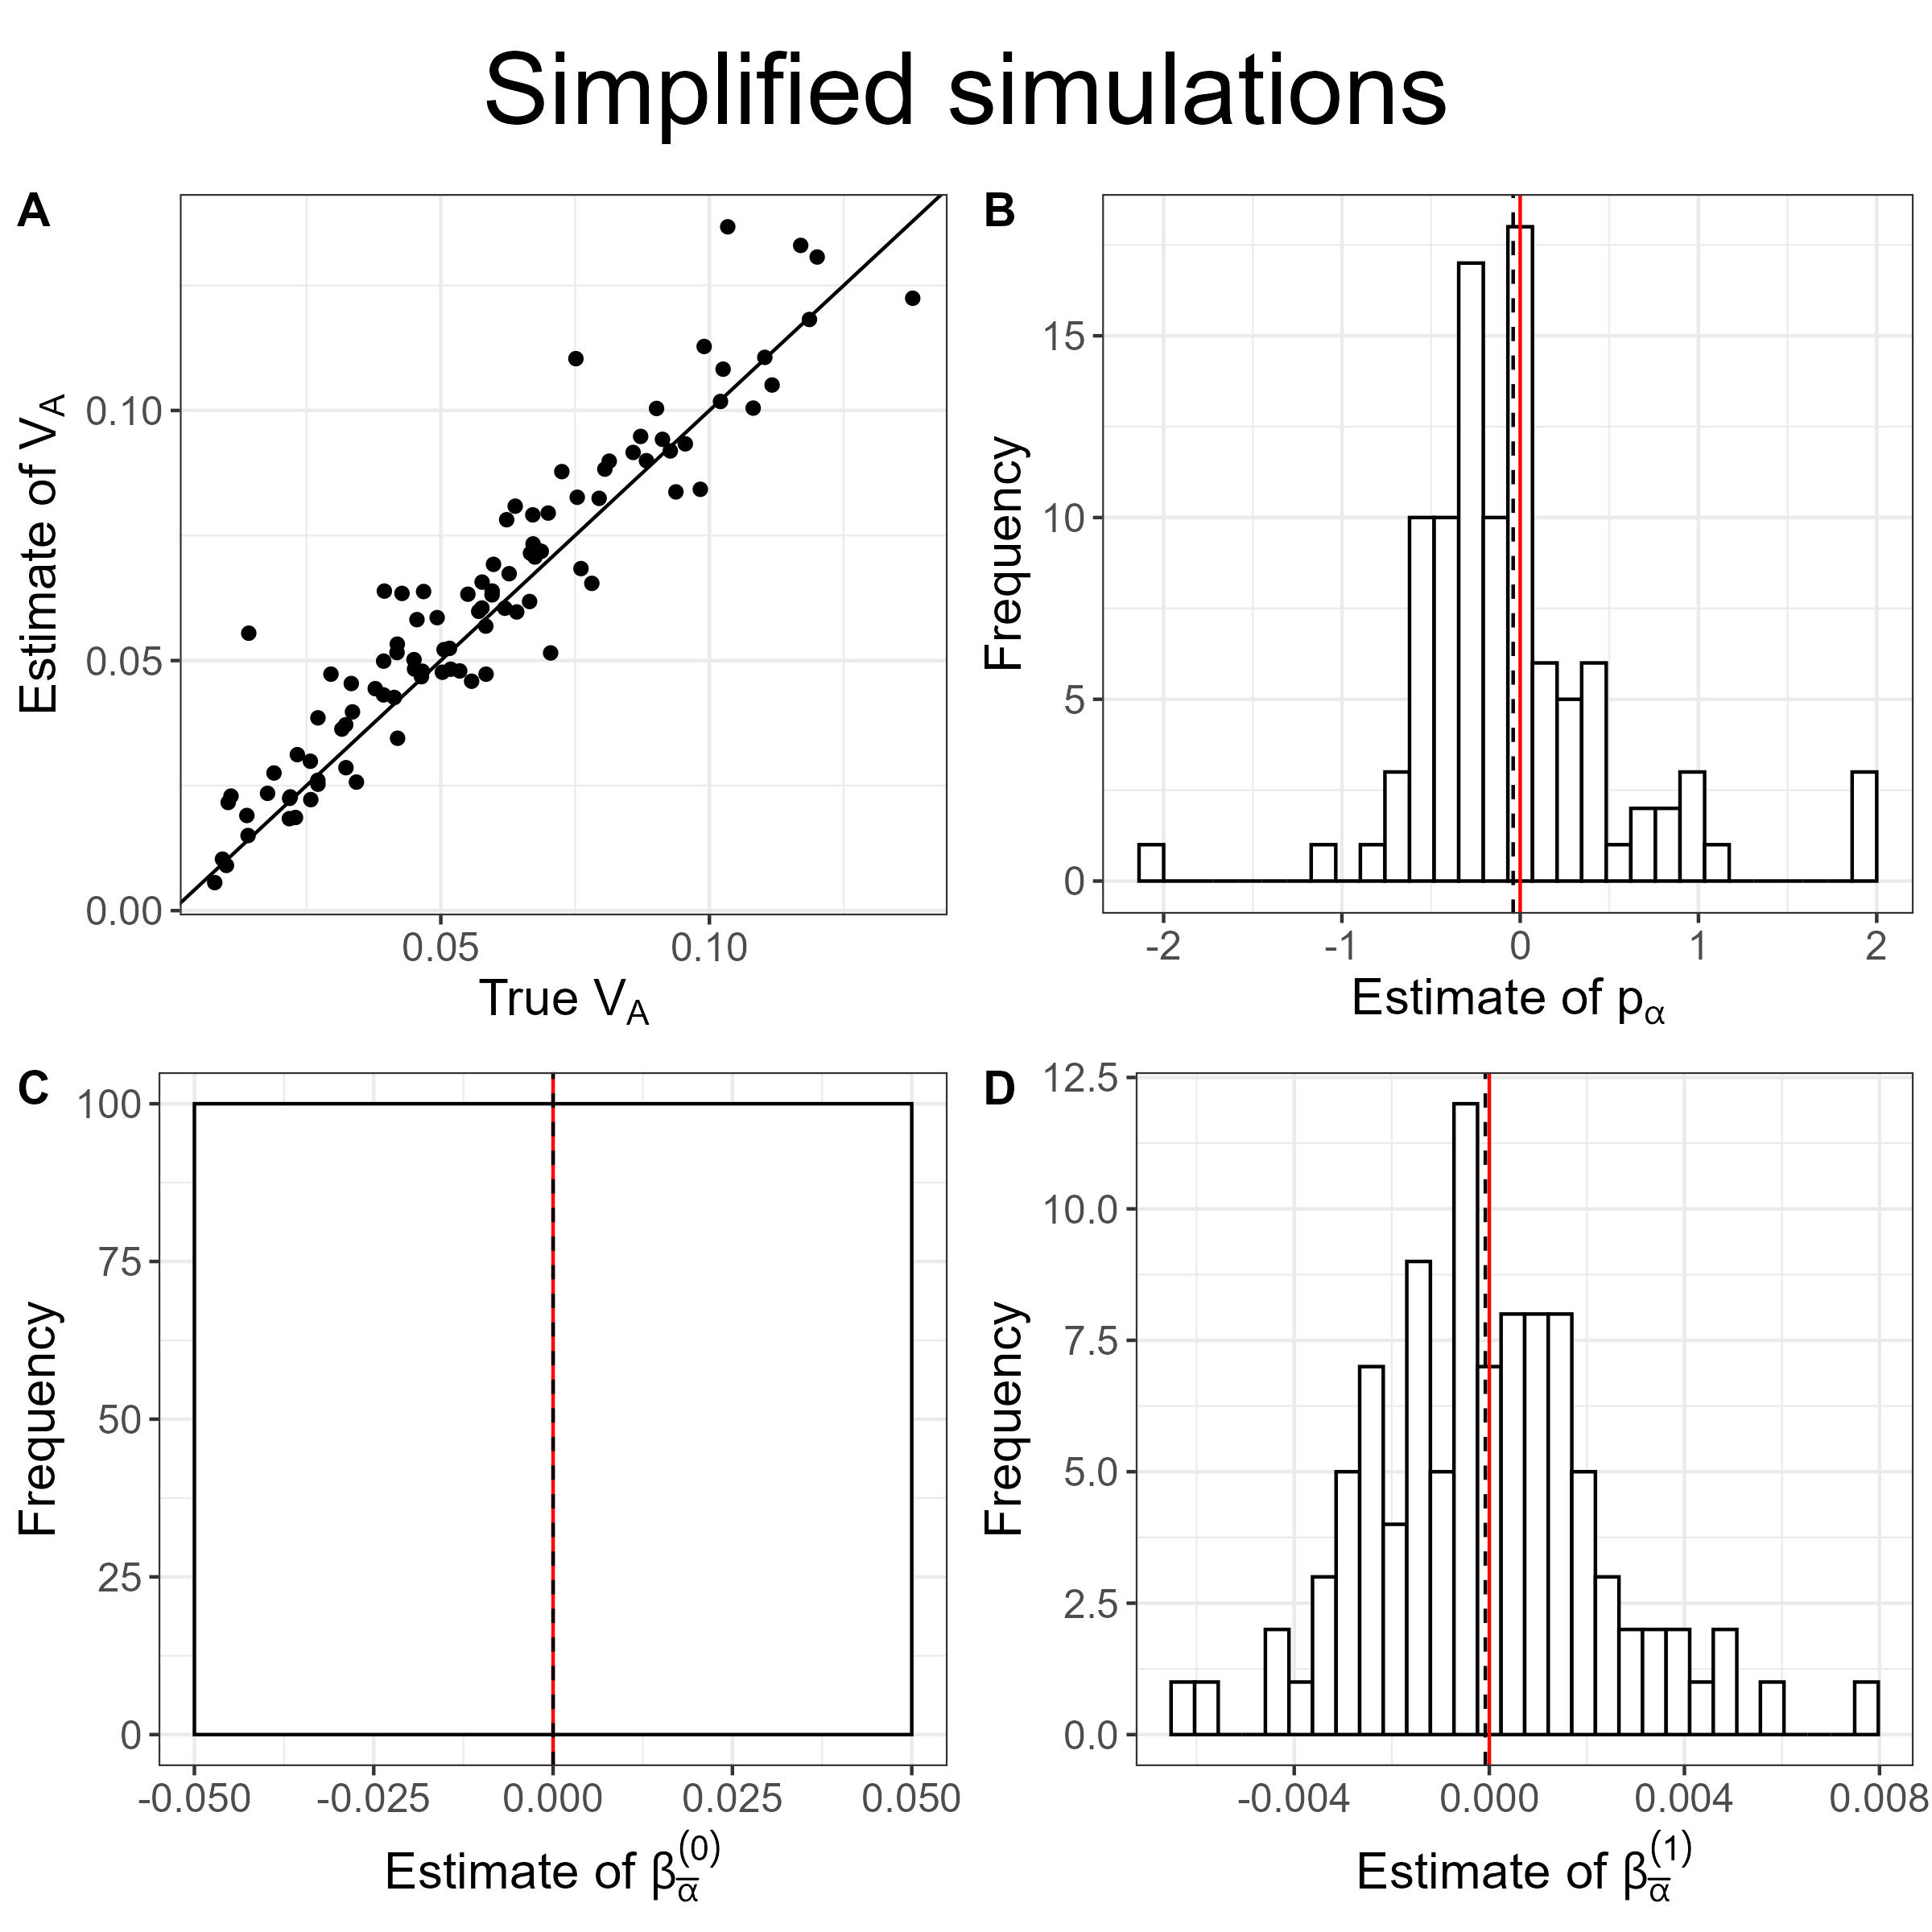 Simplified simulations
A
Estimate of V_A
0.10
0.05
0.00
0.05 0.10
True V_A
B
Frequency
15
10
5
0
-2 -1 0 1 2
Estimate of p_α
C
Frequency
100
75
50
25
0
-0.050 -0.025 0.000 0.025 0.050
Estimate of β_ᾱ^(0)
D
Frequency
12.5
10.0
7.5
5.0
2.5
0.0
-0.004 0.000 0.004 0.008
Estimate of β_ᾱ^(1)